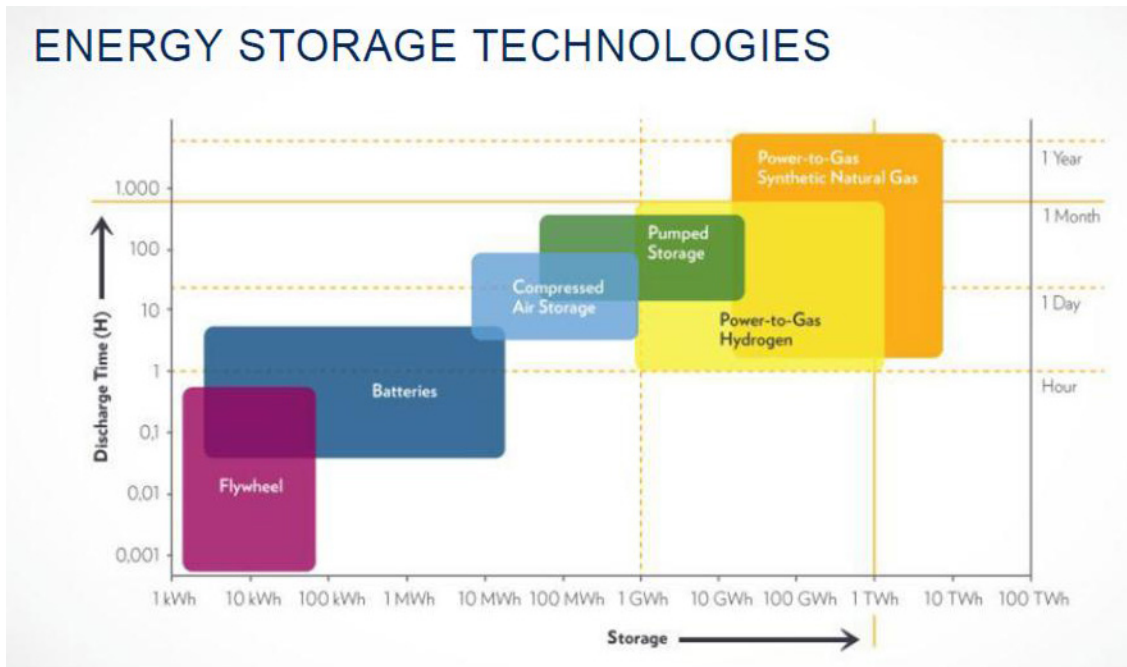 ENERGY STORAGE TECHNOLOGIES
Power-to-Gas
Synthetic Natural Gas
1 Year
1.000
1 Month
Pumped
Storage
100
Compressed
Air Storage
1 Day
10
Power-to-Gas
Hydrogen
1
Hour
Batteries
0,1
Flywheel
0,01
0,001
Discharge Time (H)
1 kWh 10 kWh 100 kWh 1 MWh 10 MWh 100 MWh 1 GWh 10 GWh 100 GWh 1 TWh 10 TWh 100 TWh
Storage